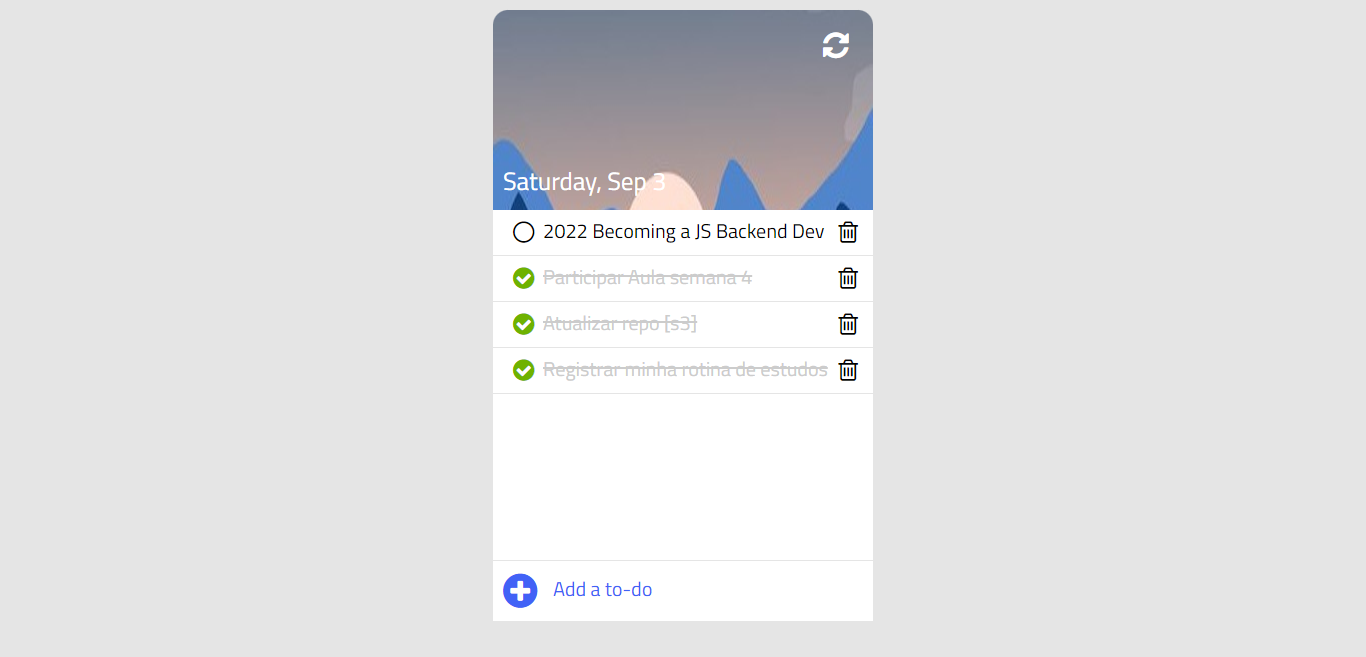 Saturday, Sep 3
2022 Becoming a JS Backend Dev
Participar Aula semana 4
Atualizar repo [s3]
Registrar minha rotina de estudos
Add a to-do